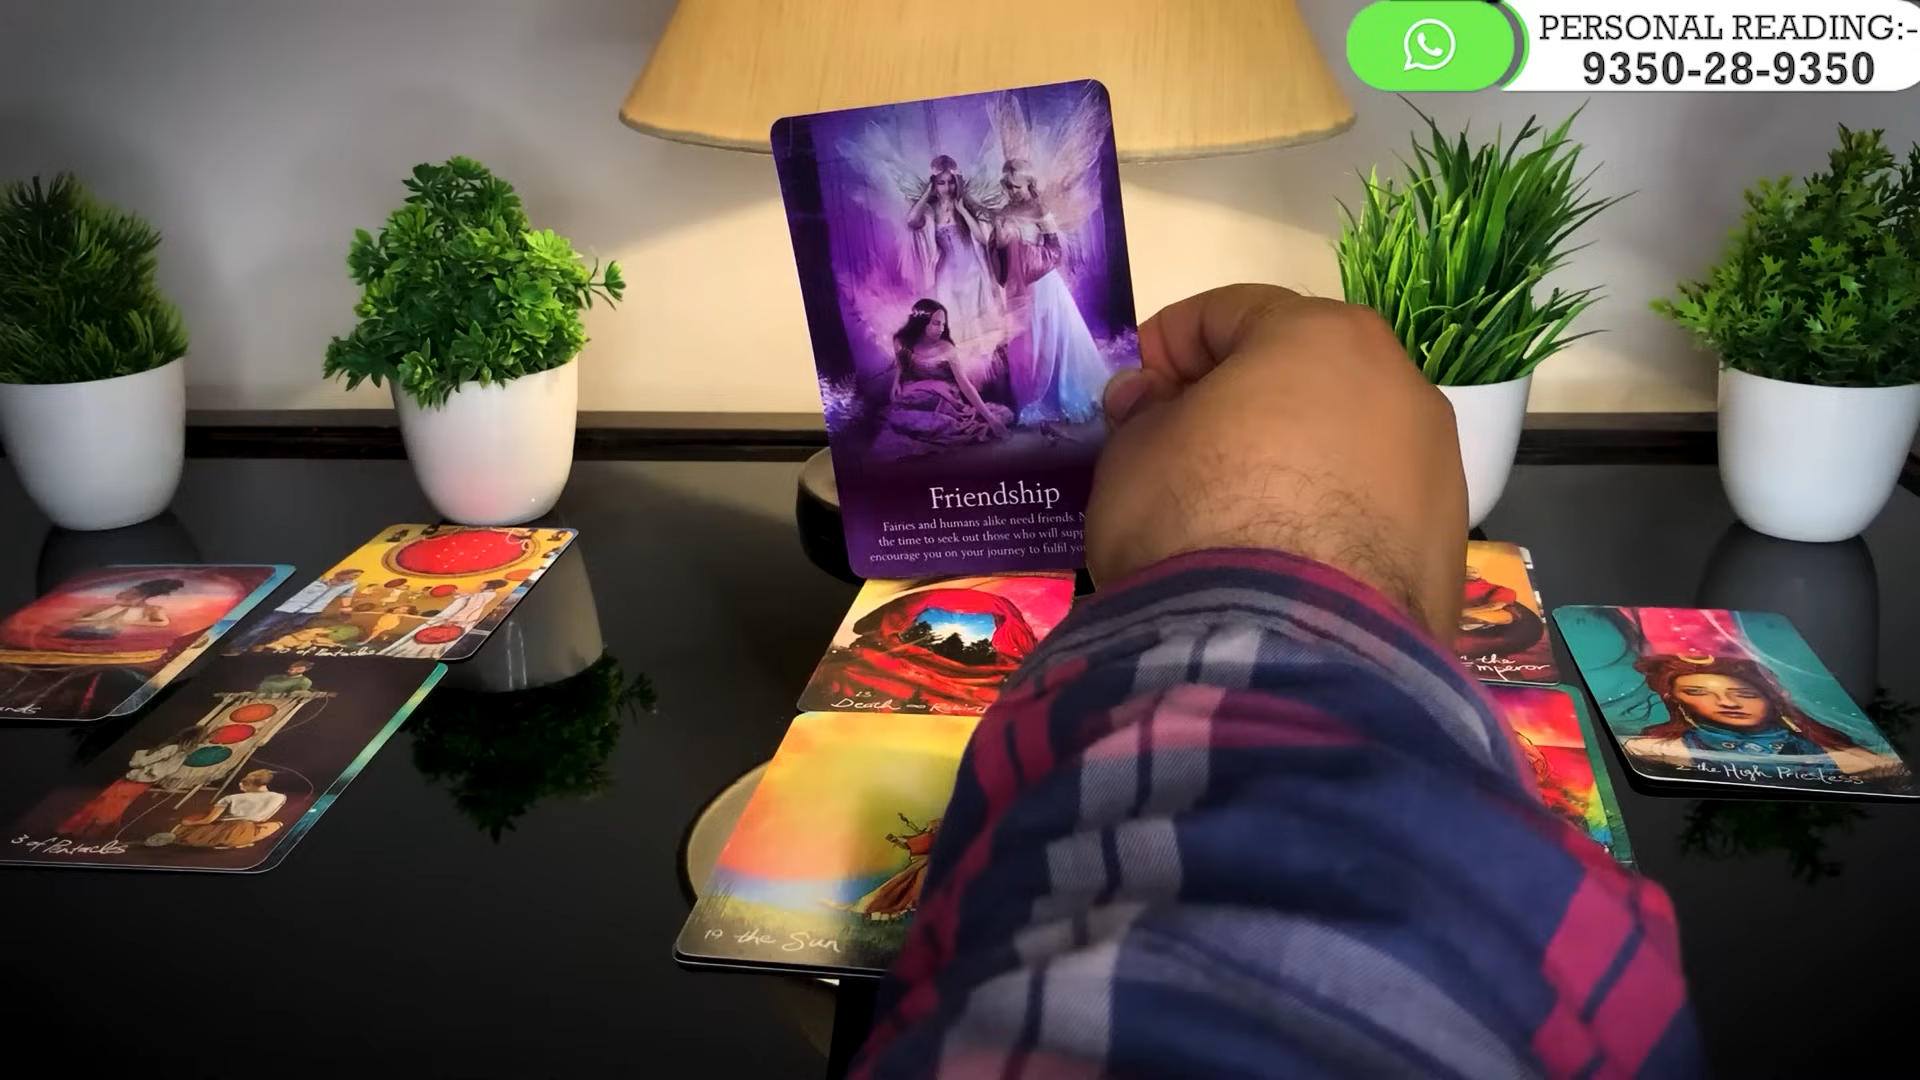 PERSONAL READING:-
9350-28-9350
Friendship
Fairies and humans alike need friends.
the time to seek out those who will
encourage you on your journey to fulfil
of Pentacles
3 of Pentacles
13
Death
19 the Sun
the
2 the High Priestess